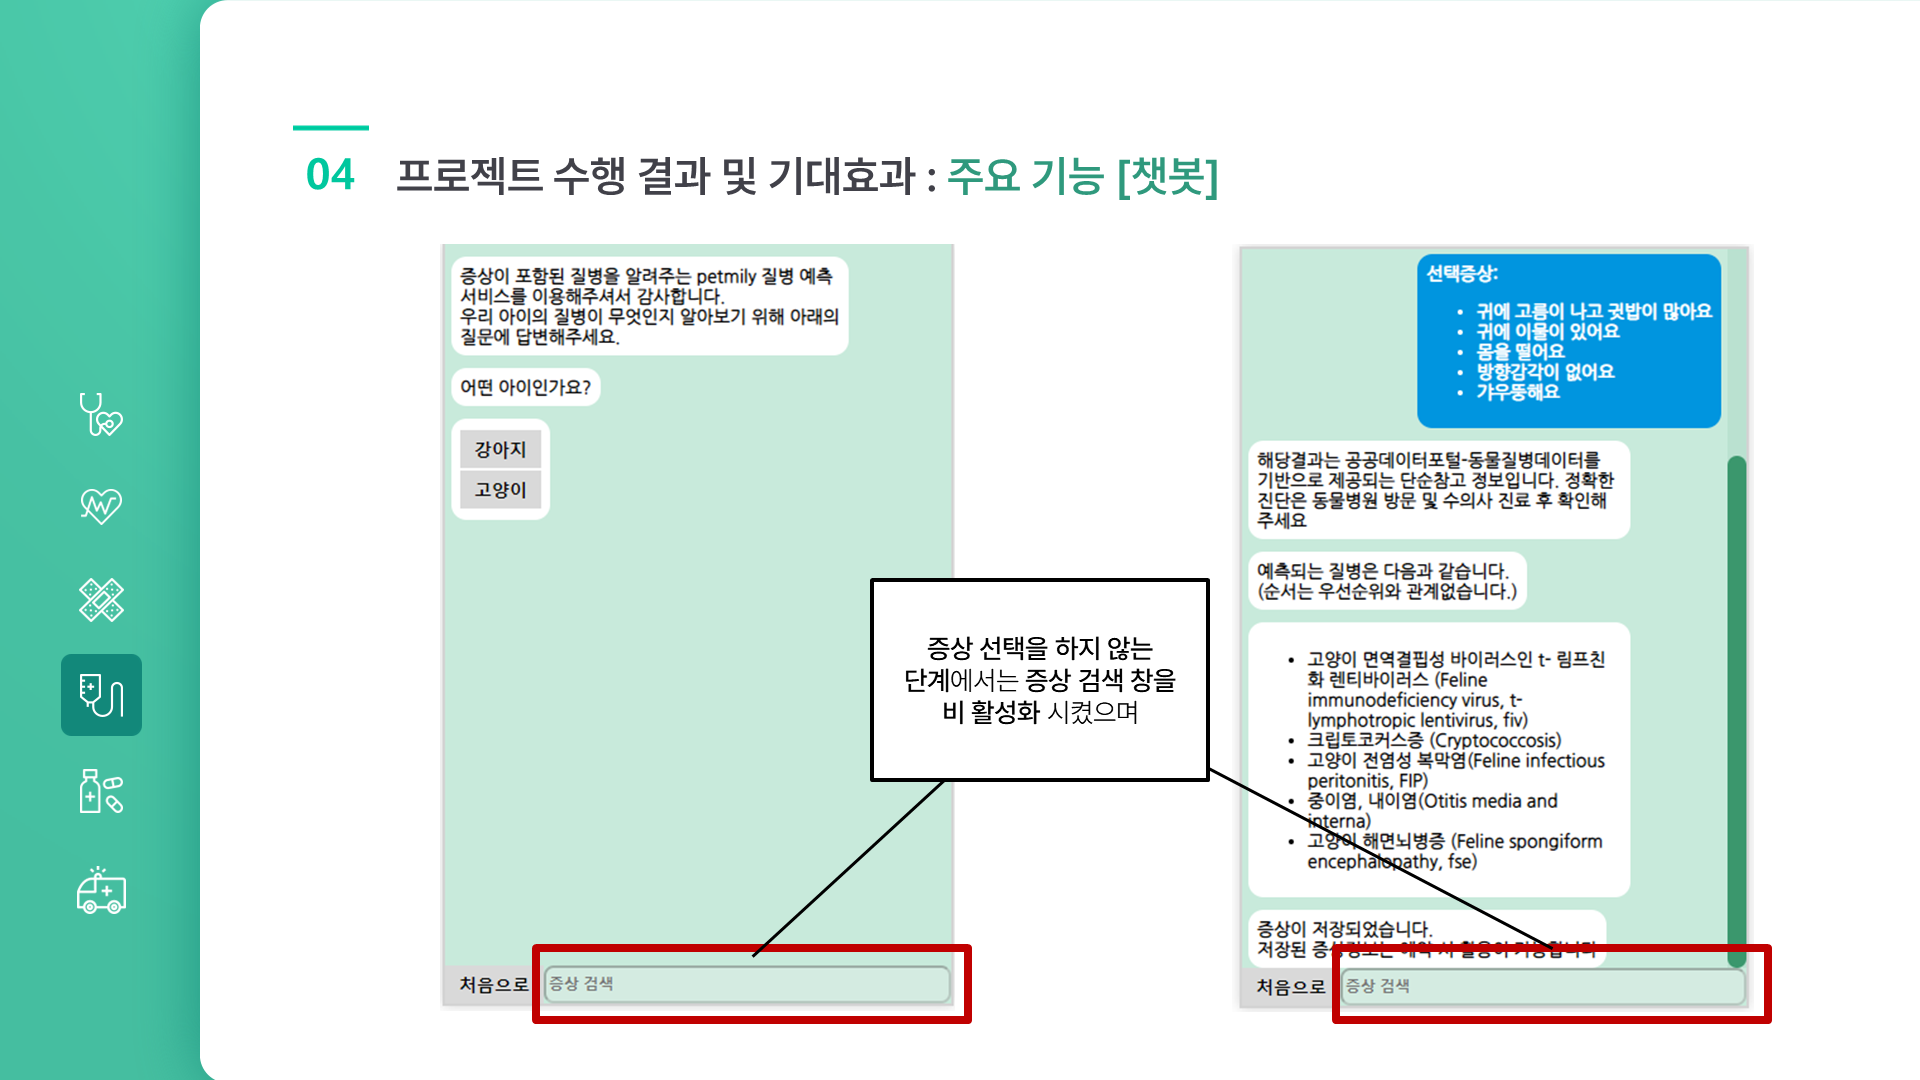 04 프로젝트 수행 결과 및 기대효과 : 주요 기능 [챗봇]
증상이 포함된 질병을 알려주는 petmily 질병 예측
서비스를 이용해주셔서 감사합니다.
우리 아이의 질병이 무엇인지 알아보기 위해 아래의
질문에 답변해주세요.
어떤 아이인가요?
강아지
고양이
처음으로
증상 검색
증상 선택을 하지 않는
단계에서는 증상 검색 창을
비 활성화 시켰으며
선택증상:
• 귀에 고름이 나고 귓밥이 많아요
• 귀에 이물이 있어요
• 몸을 떨어요
• 방향감각이 없어요
• 갸우뚱해요
해당결과는 공공데이터포털-동물질병데이터를
기반으로 제공되는 단순참고 정보입니다. 정확한
진단은 동물병원 방문 및 수의사 진료 후 확인해
주세요
예측되는 질병은 다음과 같습니다.
(순서는 우선순위와 관계없습니다.)
• 고양이 면역결핍성 바이러스인 t- 림프친
화 렌티바이러스 (Feline
immunodeficiency virus, t-
lymphotropic lentivirus, fiv)
• 크립토코커스증 (Cryptococcosis)
• 고양이 전염성 복막염(Feline infectious
peritonitis, FIP)
• 중이염, 내이염(Otitis media and
interna)
• 고양이 해면뇌병증 (Feline spongiform
encephalopathy, fse)
증상이 저장되었습니다.
저장된 증상정보는 예약 시 활용이 가능합니다
처음으로
증상 검색